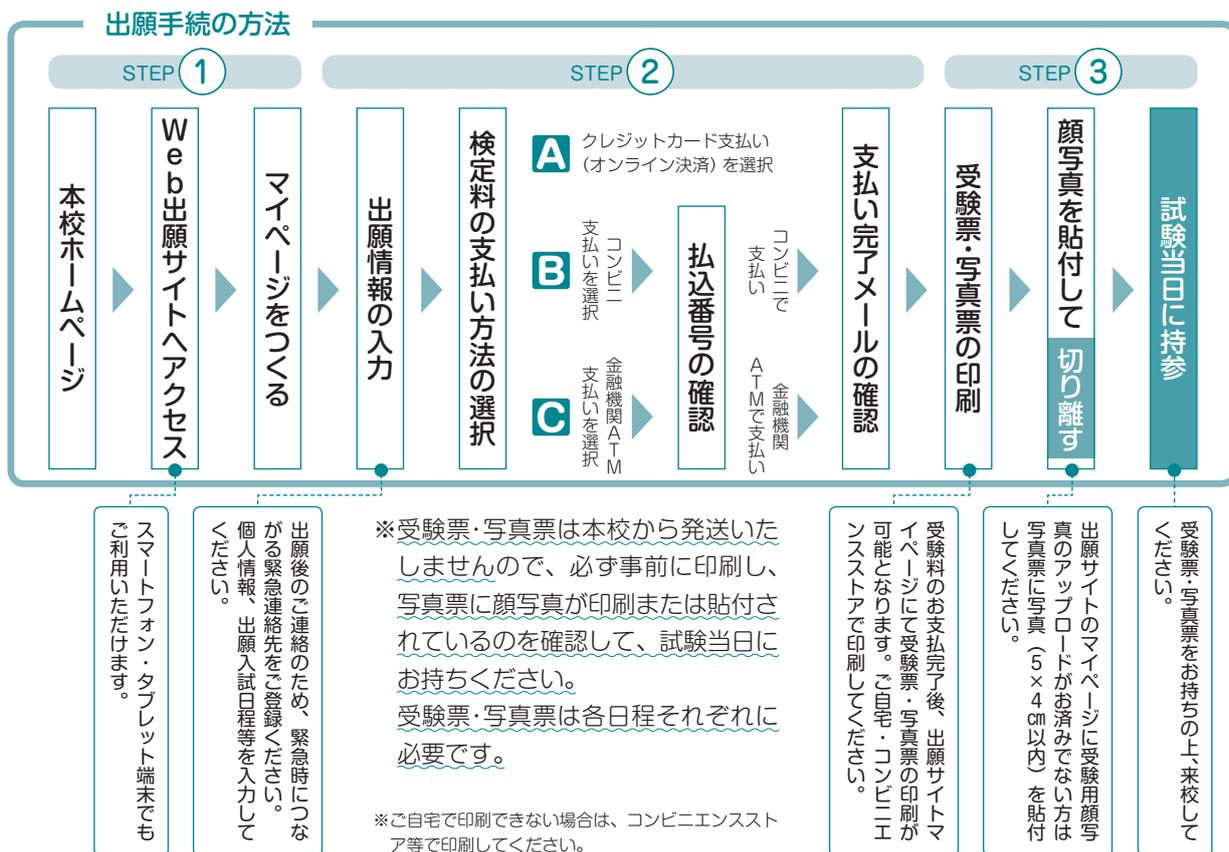 出願手続の方法
STEP 1
本校ホームページ
Web出願サイトへアクセス
マイページをつくる
STEP 2
出願情報の入力
検定料の支払い方法の選択
A
クレジットカード支払い
(オンライン決済) を選択
B
コンビニ
支払いを選択
C
金融機関ATM
支払いを選択
払込番号の確認
コンビニで
支払い
金融機関
ATMで支払い
支払い完了メールの確認
STEP 3
受験票・写真票の印刷
顔写真を貼付して 切り離す
試験当日に持参
スマートフォン・タブレット端末でも
ご利用いただけます。
出願後のご連絡のため、緊急時につな
がる緊急連絡先をご登録ください。
個人情報、出願入試日程等を入力して
ください。
※受験票・写真票は本校から発送いた
しませんので、必ず事前に印刷し、
写真票に顔写真が印刷または貼付さ
れているのを確認して、試験当日に
お持ちください。
受験票・写真票は各日程それぞれに
必要です。
※ご自宅で印刷できない場合は、コンビニエンススト
ア等で印刷してください。
受験料のお支払完了後、出願サイトマ
イページにて受験票・写真票の印刷が
可能となります。ご自宅・コンビニエ
ンスストアで印刷してください。
出願サイトのマイページに受験用顔写
真のアップロードがお済みでない方は
写真票に写真（5×4㎝以内）を貼付
してください。
受験票・写真票をお持ちの上、来校して
ください。